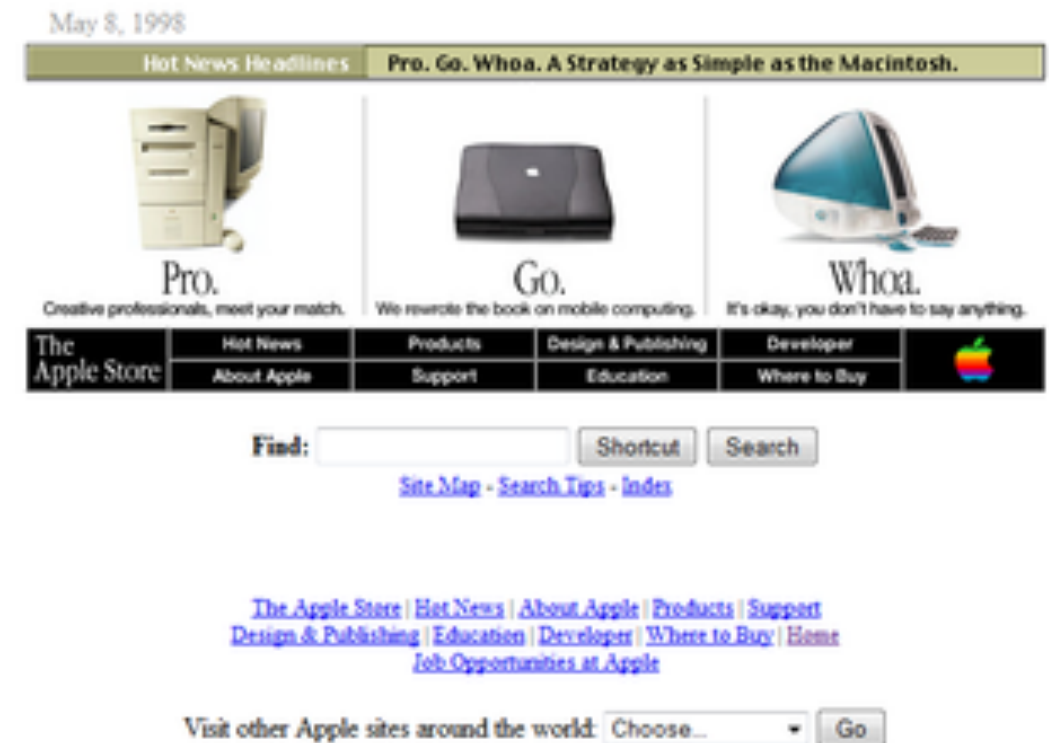 May 8, 1998
Hot News Headlines Pro. Go. Whoa. A Strategy as Simple as the Macintosh.
Pro. Go. Whoa.
Creative professionals, meet your match. We rewrote the book on mobile computing. It's okay, you don't have to say anything.
The Apple Store
Hot News Products Design & Publishing Developer
About Apple Support Education Where to Buy
Find: Shortcut Search
Site Map - Search Tips - Index
The Apple Store | Hot News | About Apple | Products | Support
Design & Publishing | Education | Developer | Where to Buy | Home
Job Opportunities at Apple
Visit other Apple sites around the world: Choose... Go